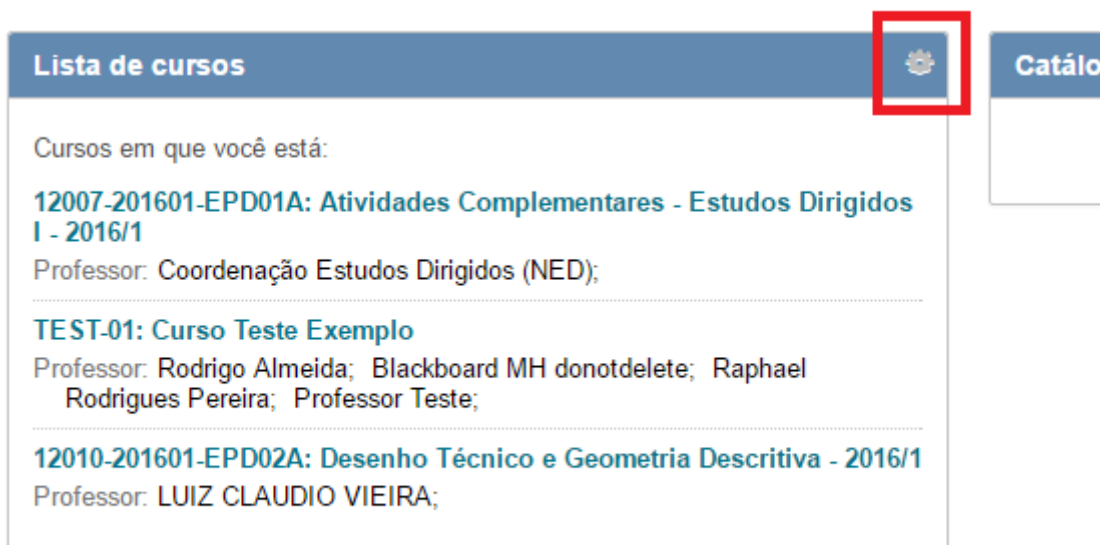 Lista de cursos
Catálo
Cursos em que você está:
12007-201601-EPD01A: Atividades Complementares - Estudos Dirigidos
I - 2016/1
Professor: Coordenação Estudos Dirigidos (NED);
TEST-01: Curso Teste Exemplo
Professor: Rodrigo Almeida; Blackboard MH donotdelete; Raphael
Rodrigues Pereira; Professor Teste;
12010-201601-EPD02A: Desenho Técnico e Geometria Descritiva - 2016/1
Professor: LUIZ CLAUDIO VIEIRA;